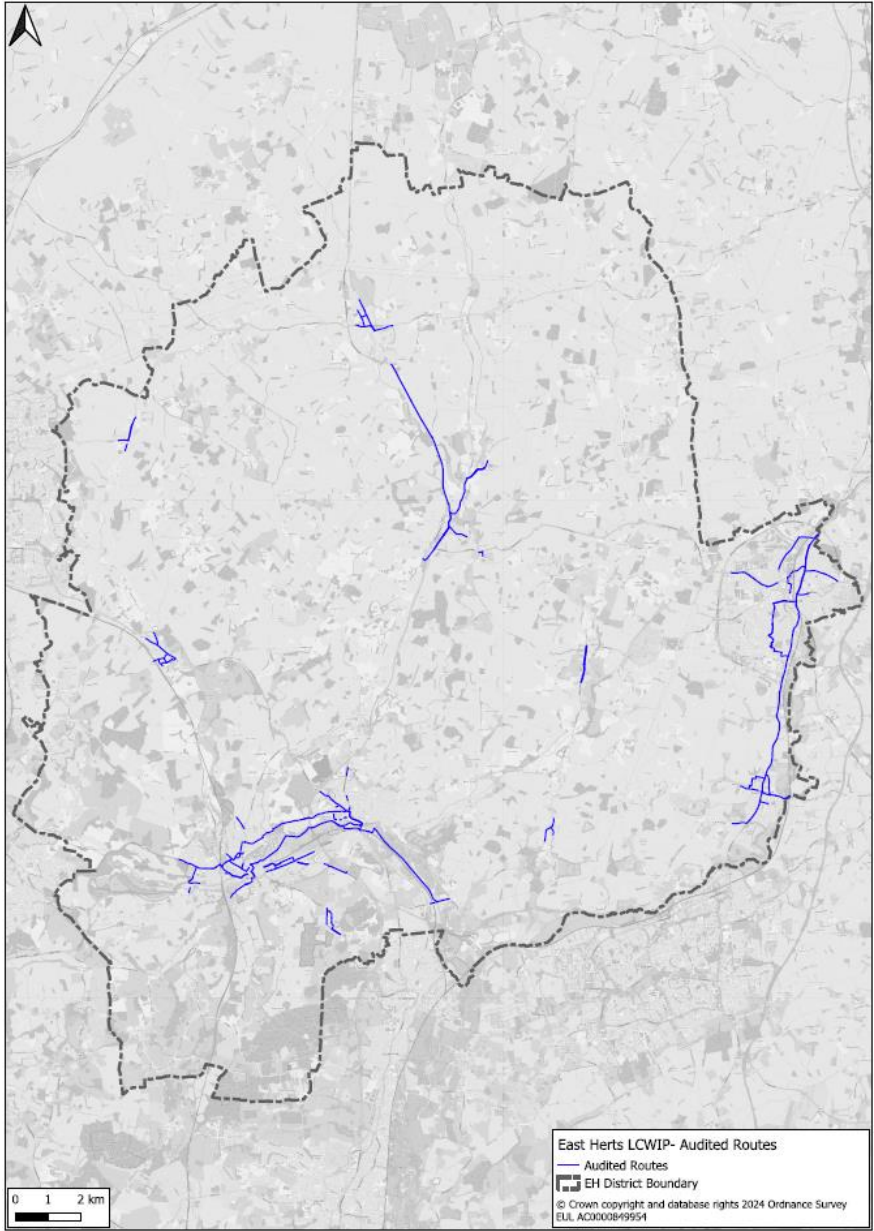 East Herts LCWIP- Audited Routes
Audited Routes
EH District Boundary
© Crown copyright and database rights 2024 Ordnance Survey
EUL AC0000849954
0 1 2 km